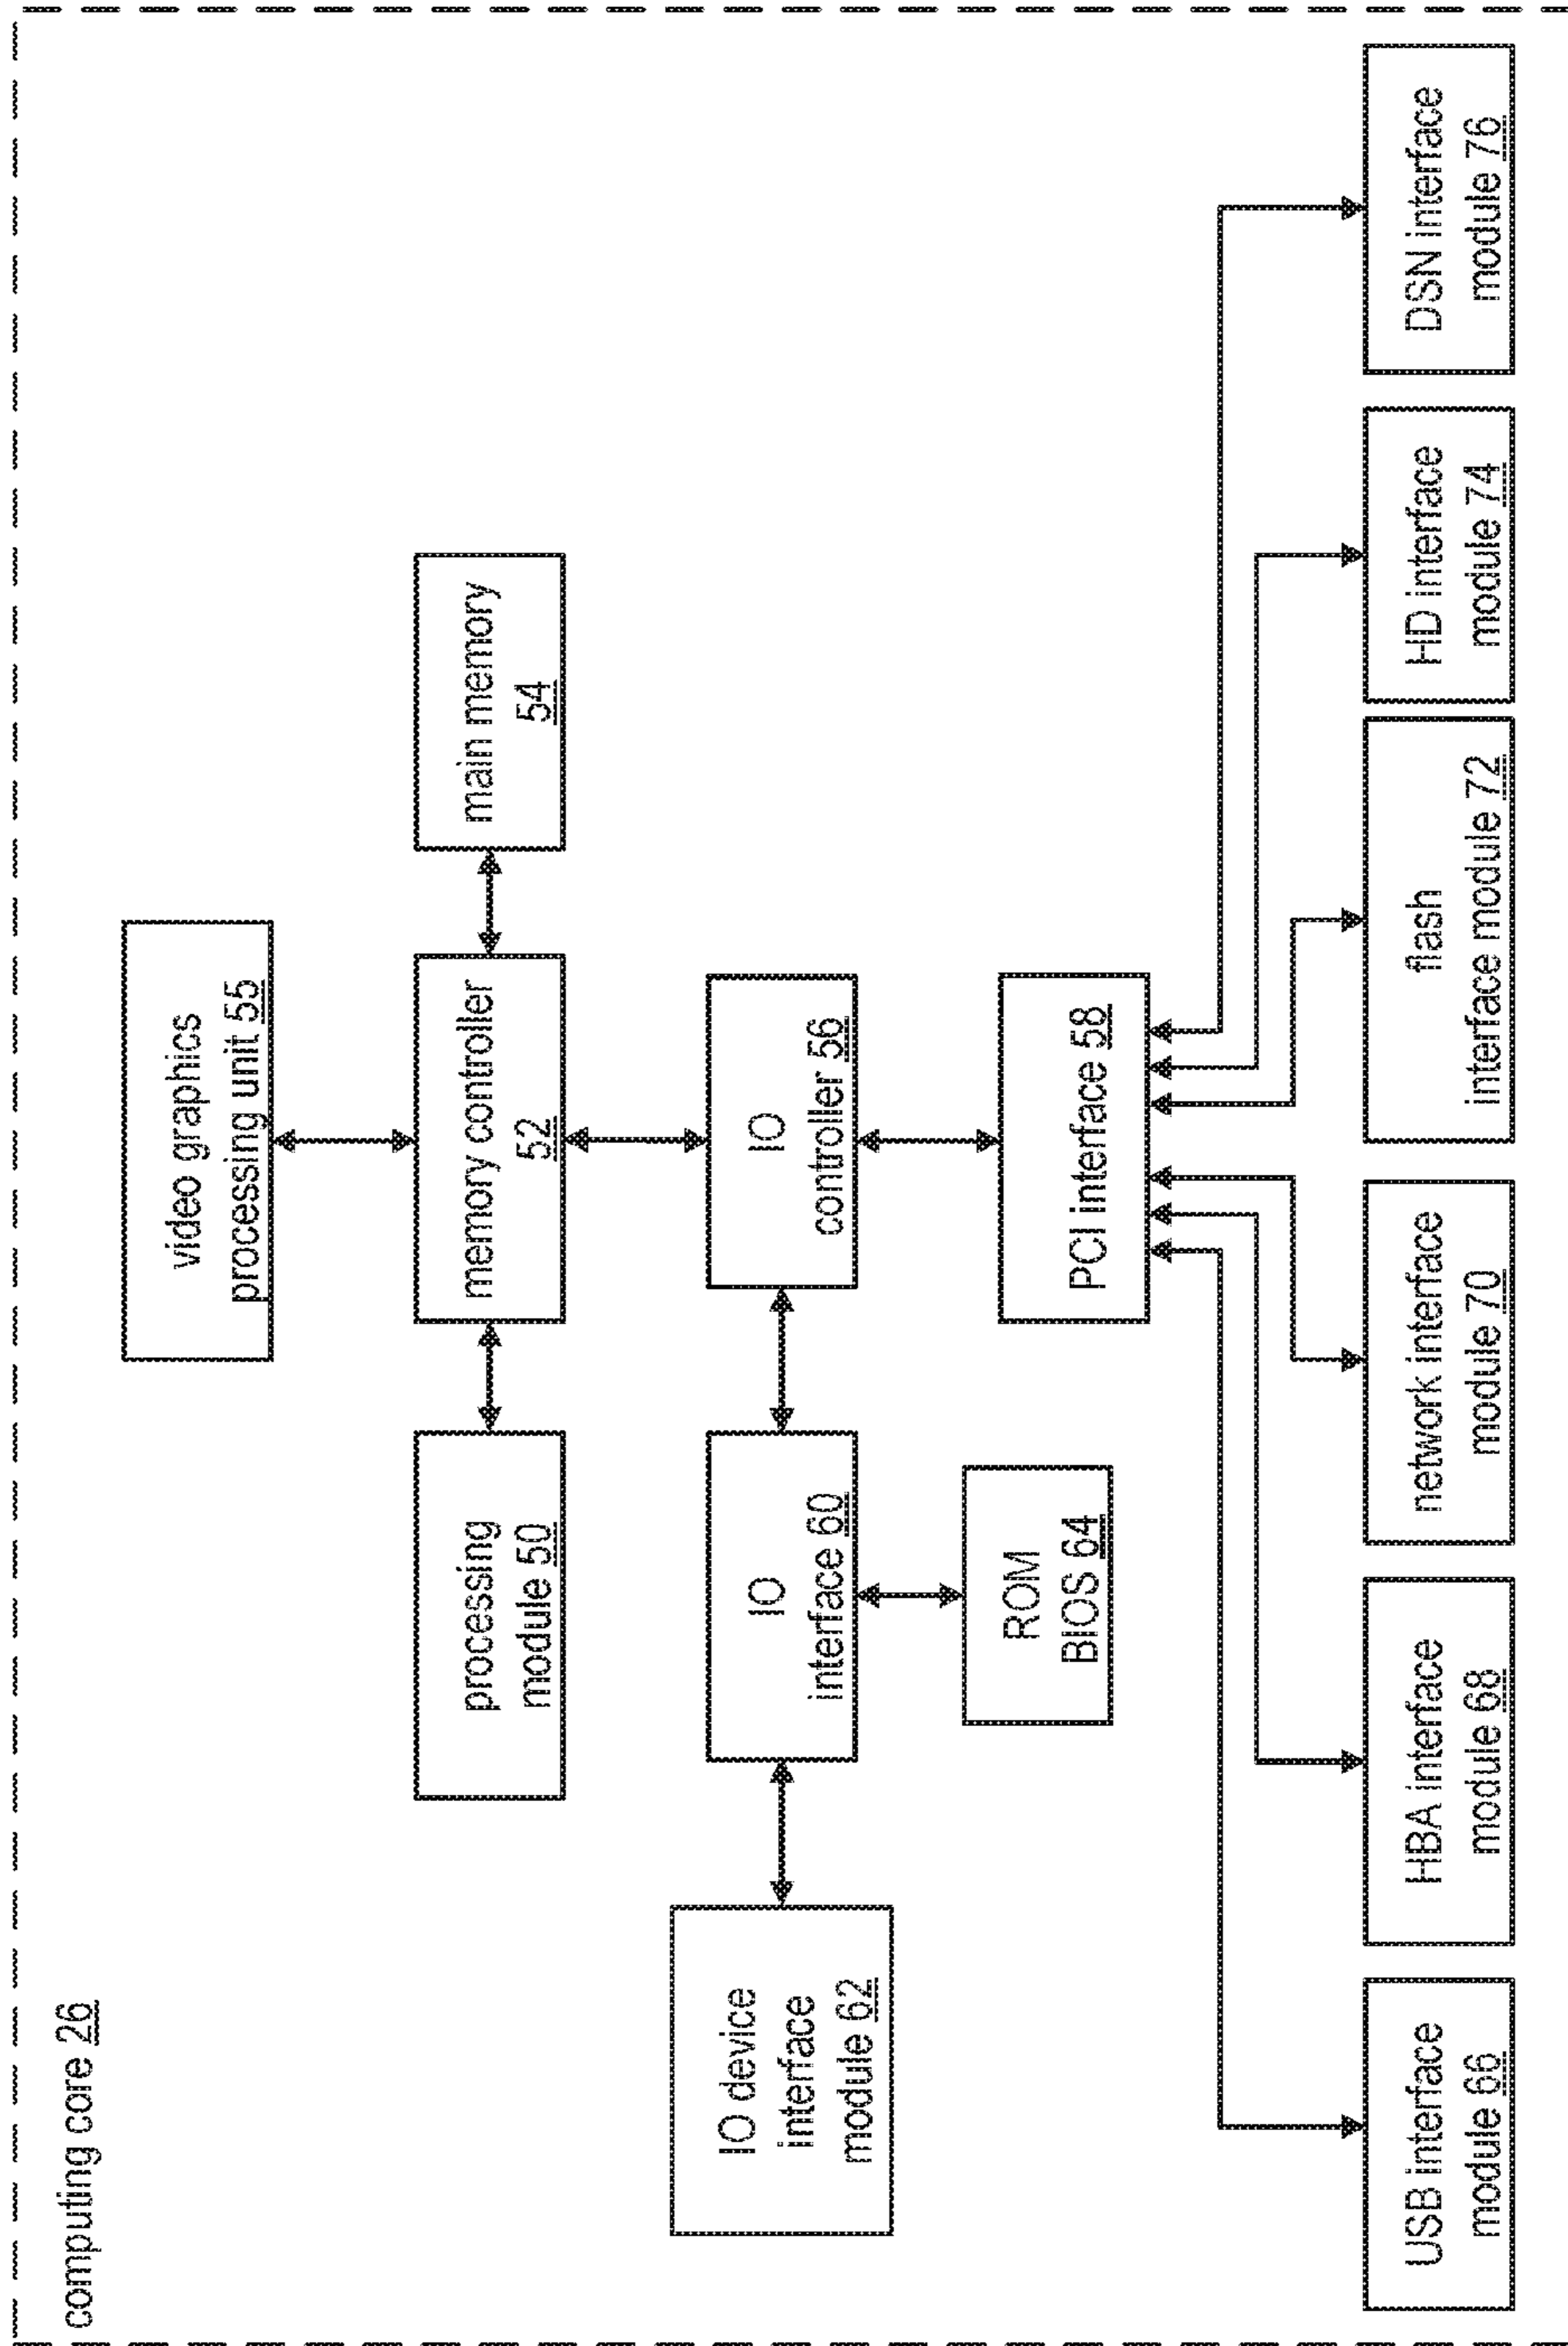 computing core 26
video graphics
processing unit 55
processing
module 50
memory controller
52
main memory
54
IO device
interface
module 62
IO
interface 60
IO
controller 56
ROM
BIOS 64
PCI interface 58
USB interface
module 66
HBA interface
module 68
network interface
module 70
flash
interface module 72
HD interface
module 74
DSN interface
module 76